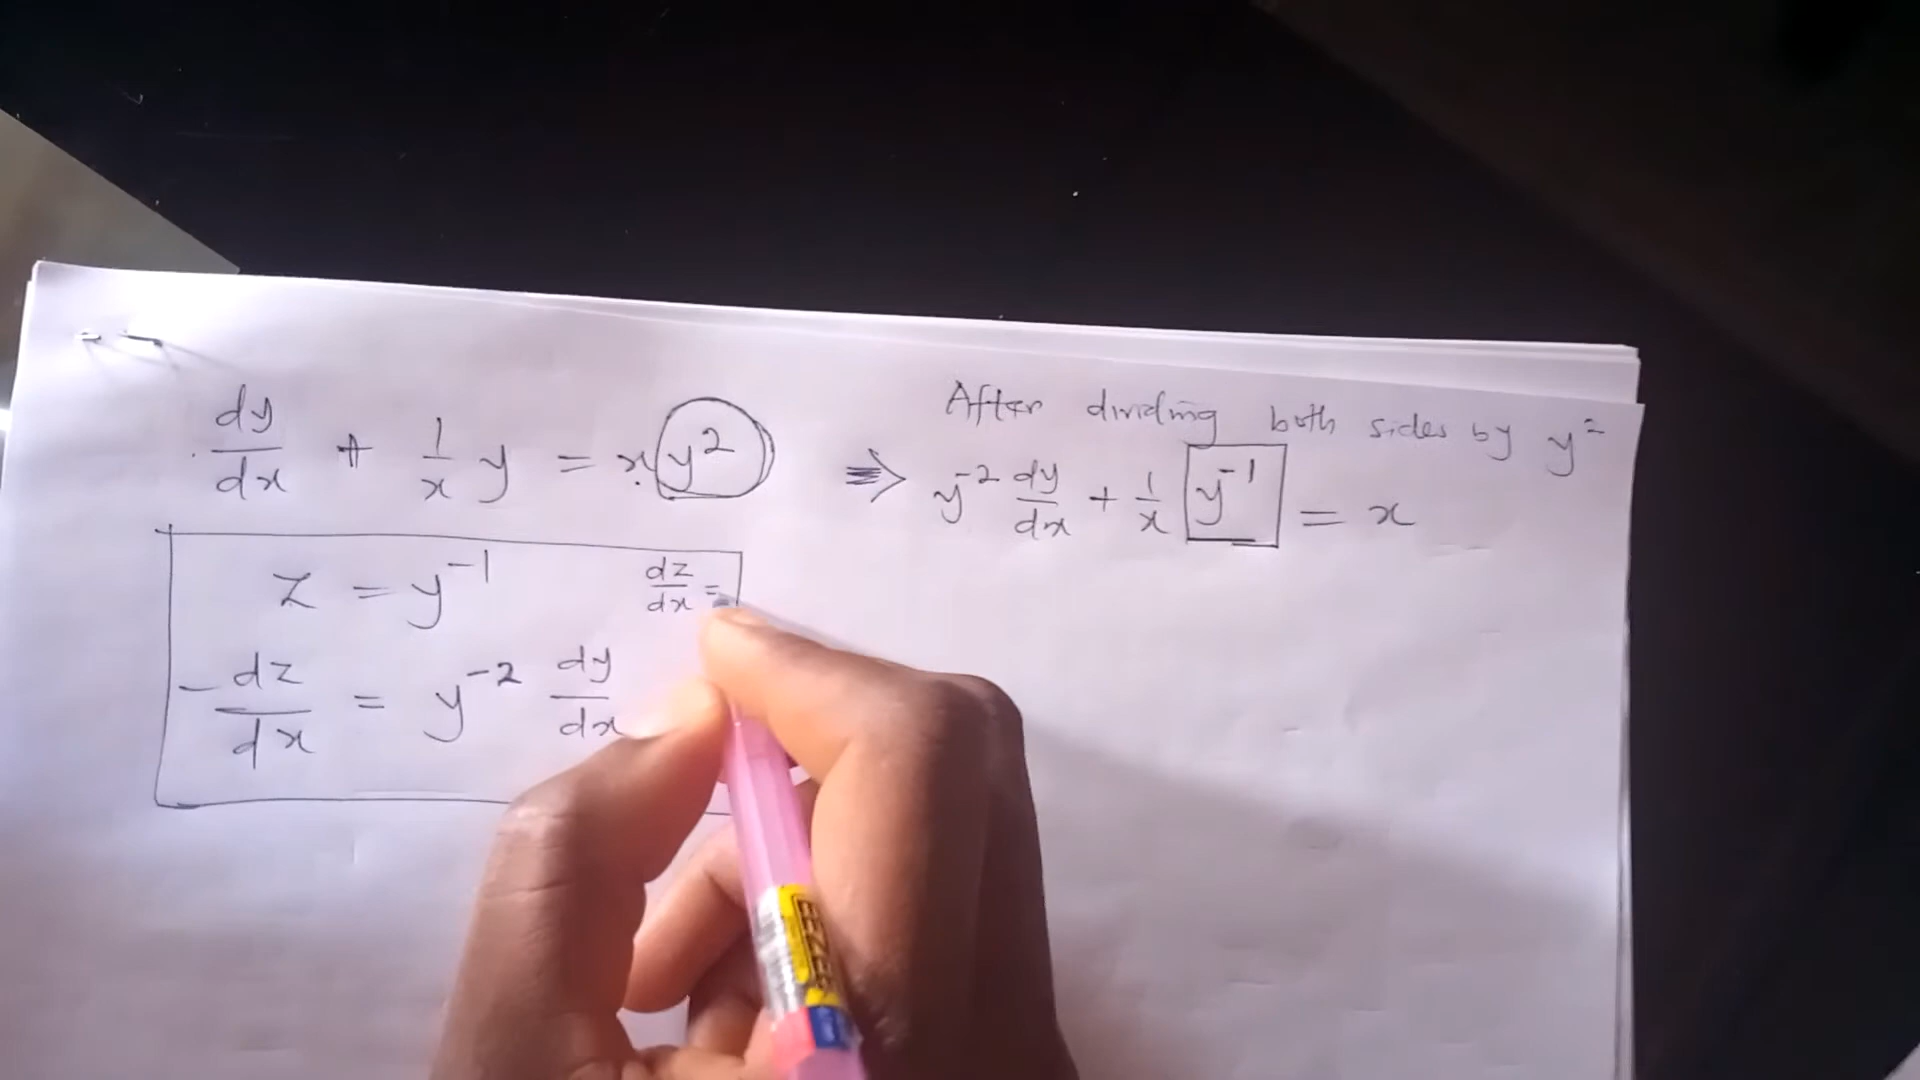 dy/dx + 1/x y = x y²
After dividing both sides by y²
⇒ y⁻² dy/dx + 1/x y⁻¹ = x
z = y⁻¹
dz/dx =
-dz/dx = y⁻² dy/dx
EEZEE